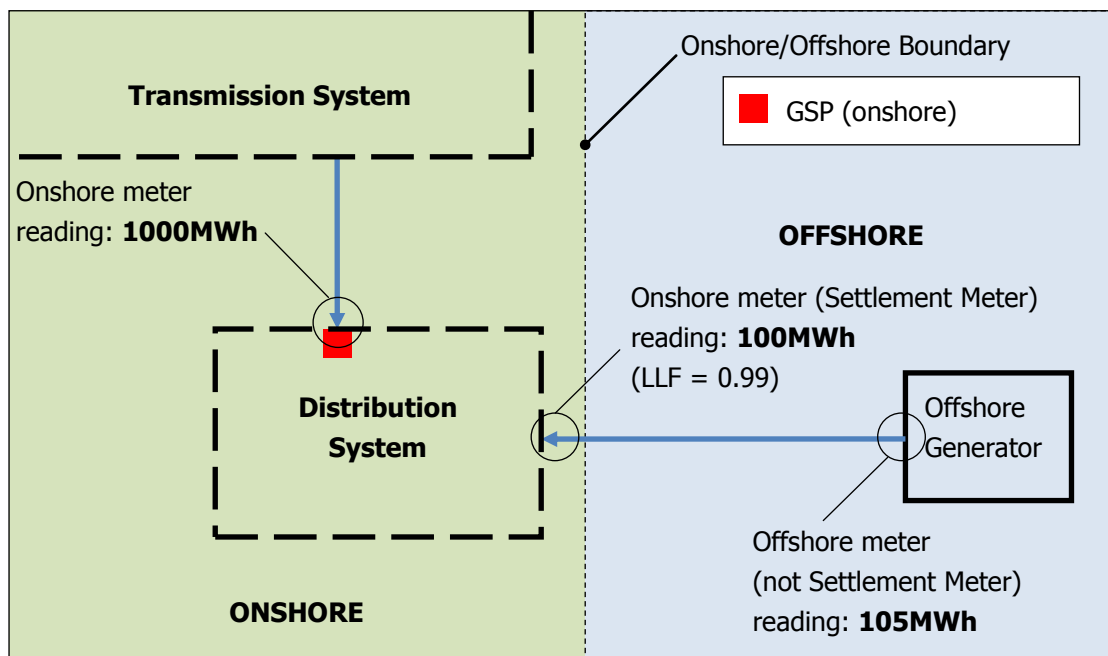 Transmission System
Onshore/Offshore Boundary
GSP (onshore)
Onshore meter
reading: 1000MWh
OFFSHORE
Onshore meter (Settlement Meter)
reading: 100MWh
(LLF = 0.99)
Distribution
System
Offshore
Generator
Offshore meter
(not Settlement Meter)
reading: 105MWh
ONSHORE